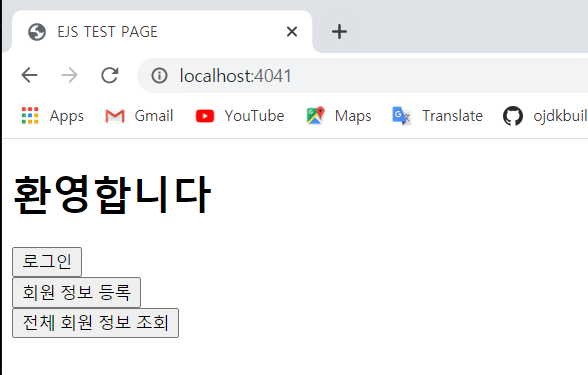 EJS TEST PAGE
localhost:4041
Apps Gmail YouTube Maps Translate ojdkbuil
환영합니다
로그인
회원 정보 등록
전체 회원 정보 조회